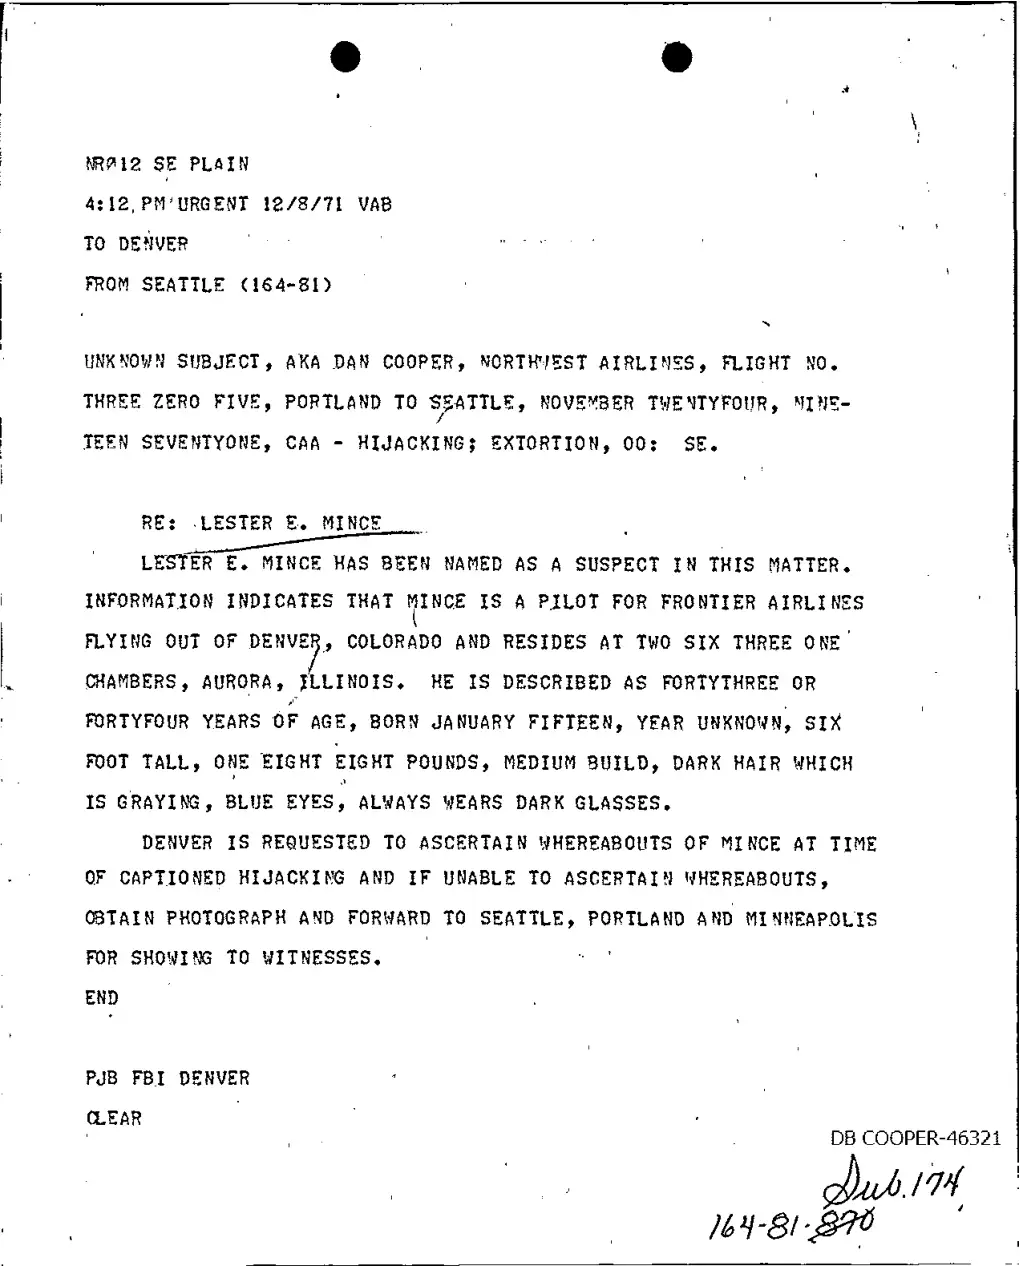 NR012 SE PLAIN
4:12 PM URGENT 12/8/71 VAB
TO DENVER
FROM SEATTLE (164-81)
UNKNOWN SUBJECT, AKA DAN COOPER, NORTHWEST AIRLINES, FLIGHT NO.
THREE ZERO FIVE, PORTLAND TO SEATTLE, NOVEMBER TWENTYFOUR, NINE-
TEEN SEVENTYONE, CAA - HIJACKING; EXTORTION, OO: SE.
RE: LESTER E. MINCE
LESTER E. MINCE HAS BEEN NAMED AS A SUSPECT IN THIS MATTER.
INFORMATION INDICATES THAT MINCE IS A PILOT FOR FRONTIER AIRLINES
FLYING OUT OF DENVER, COLORADO AND RESIDES AT TWO SIX THREE ONE
CHAMBERS, AURORA, ILLINOIS. HE IS DESCRIBED AS FORTYTHREE OR
FORTYFOUR YEARS OF AGE, BORN JANUARY FIFTEEN, YEAR UNKNOWN, SIX
FOOT TALL, ONE EIGHT EIGHT POUNDS, MEDIUM BUILD, DARK HAIR WHICH
IS GRAYING, BLUE EYES, ALWAYS WEARS DARK GLASSES.
DENVER IS REQUESTED TO ASCERTAIN WHEREABOUTS OF MINCE AT TIME
OF CAPTIONED HIJACKING AND IF UNABLE TO ASCERTAIN WHEREABOUTS,
OBTAIN PHOTOGRAPH AND FORWARD TO SEATTLE, PORTLAND AND MINNEAPOLIS
FOR SHOWING TO WITNESSES.
END
PJB FBI DENVER
CLEAR
DB COOPER-46321
Sub. 174
164-81-870